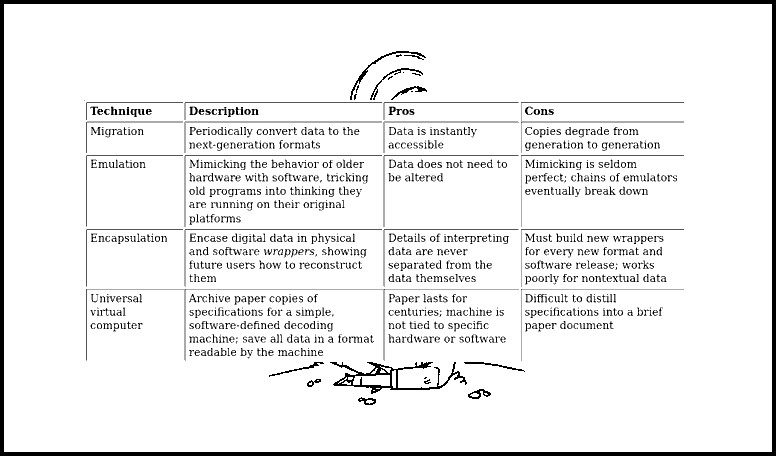 Technique Description Pros Cons
Migration Periodically convert data to the Data is instantly Copies degrade from
next-generation formats accessible generation to generation
Emulation Mimicking the behavior of older Data does not need to Mimicking is seldom
hardware with software, tricking be altered perfect; chains of emulators
old programs into thinking they eventually break down
are running on their original
platforms
Encapsulation Encase digital data in physical Details of interpreting Must build new wrappers
and software wrappers, showing data are never for every new format and
future users how to reconstruct separated from the software release; works
them data themselves poorly for nontextual data
Universal Archive paper copies of Paper lasts for Difficult to distill
virtual specifications for a simple, centuries; machine is specifications into a brief
computer software-defined decoding not tied to specific paper document
machine; save all data in a format hardware or software
readable by the machine